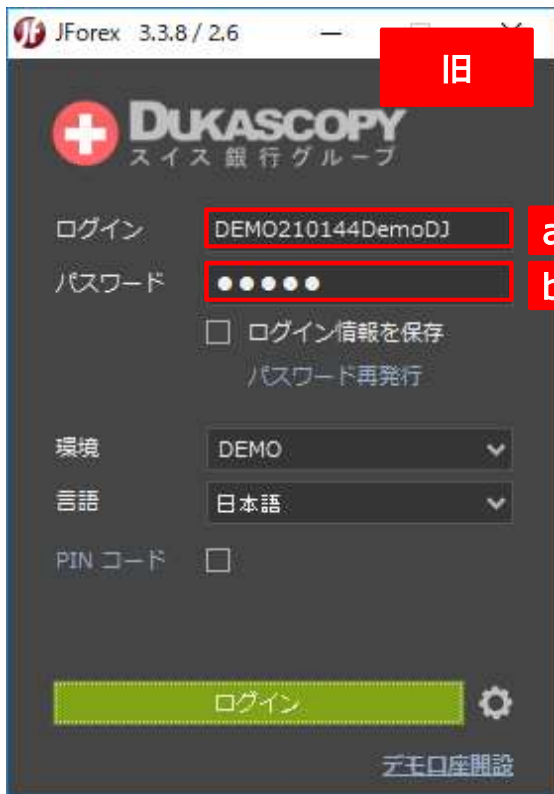 JForex 3.3.8 / 2.6
旧
DUKASCOPY
スイス銀行グループ
ログイン DEMO210144DemoDJ a
パスワード ●●●●● b
ログイン情報を保存
パスワード再発行
環境 DEMO
言語 日本語
PIN コード
ログイン
デモ口座開設